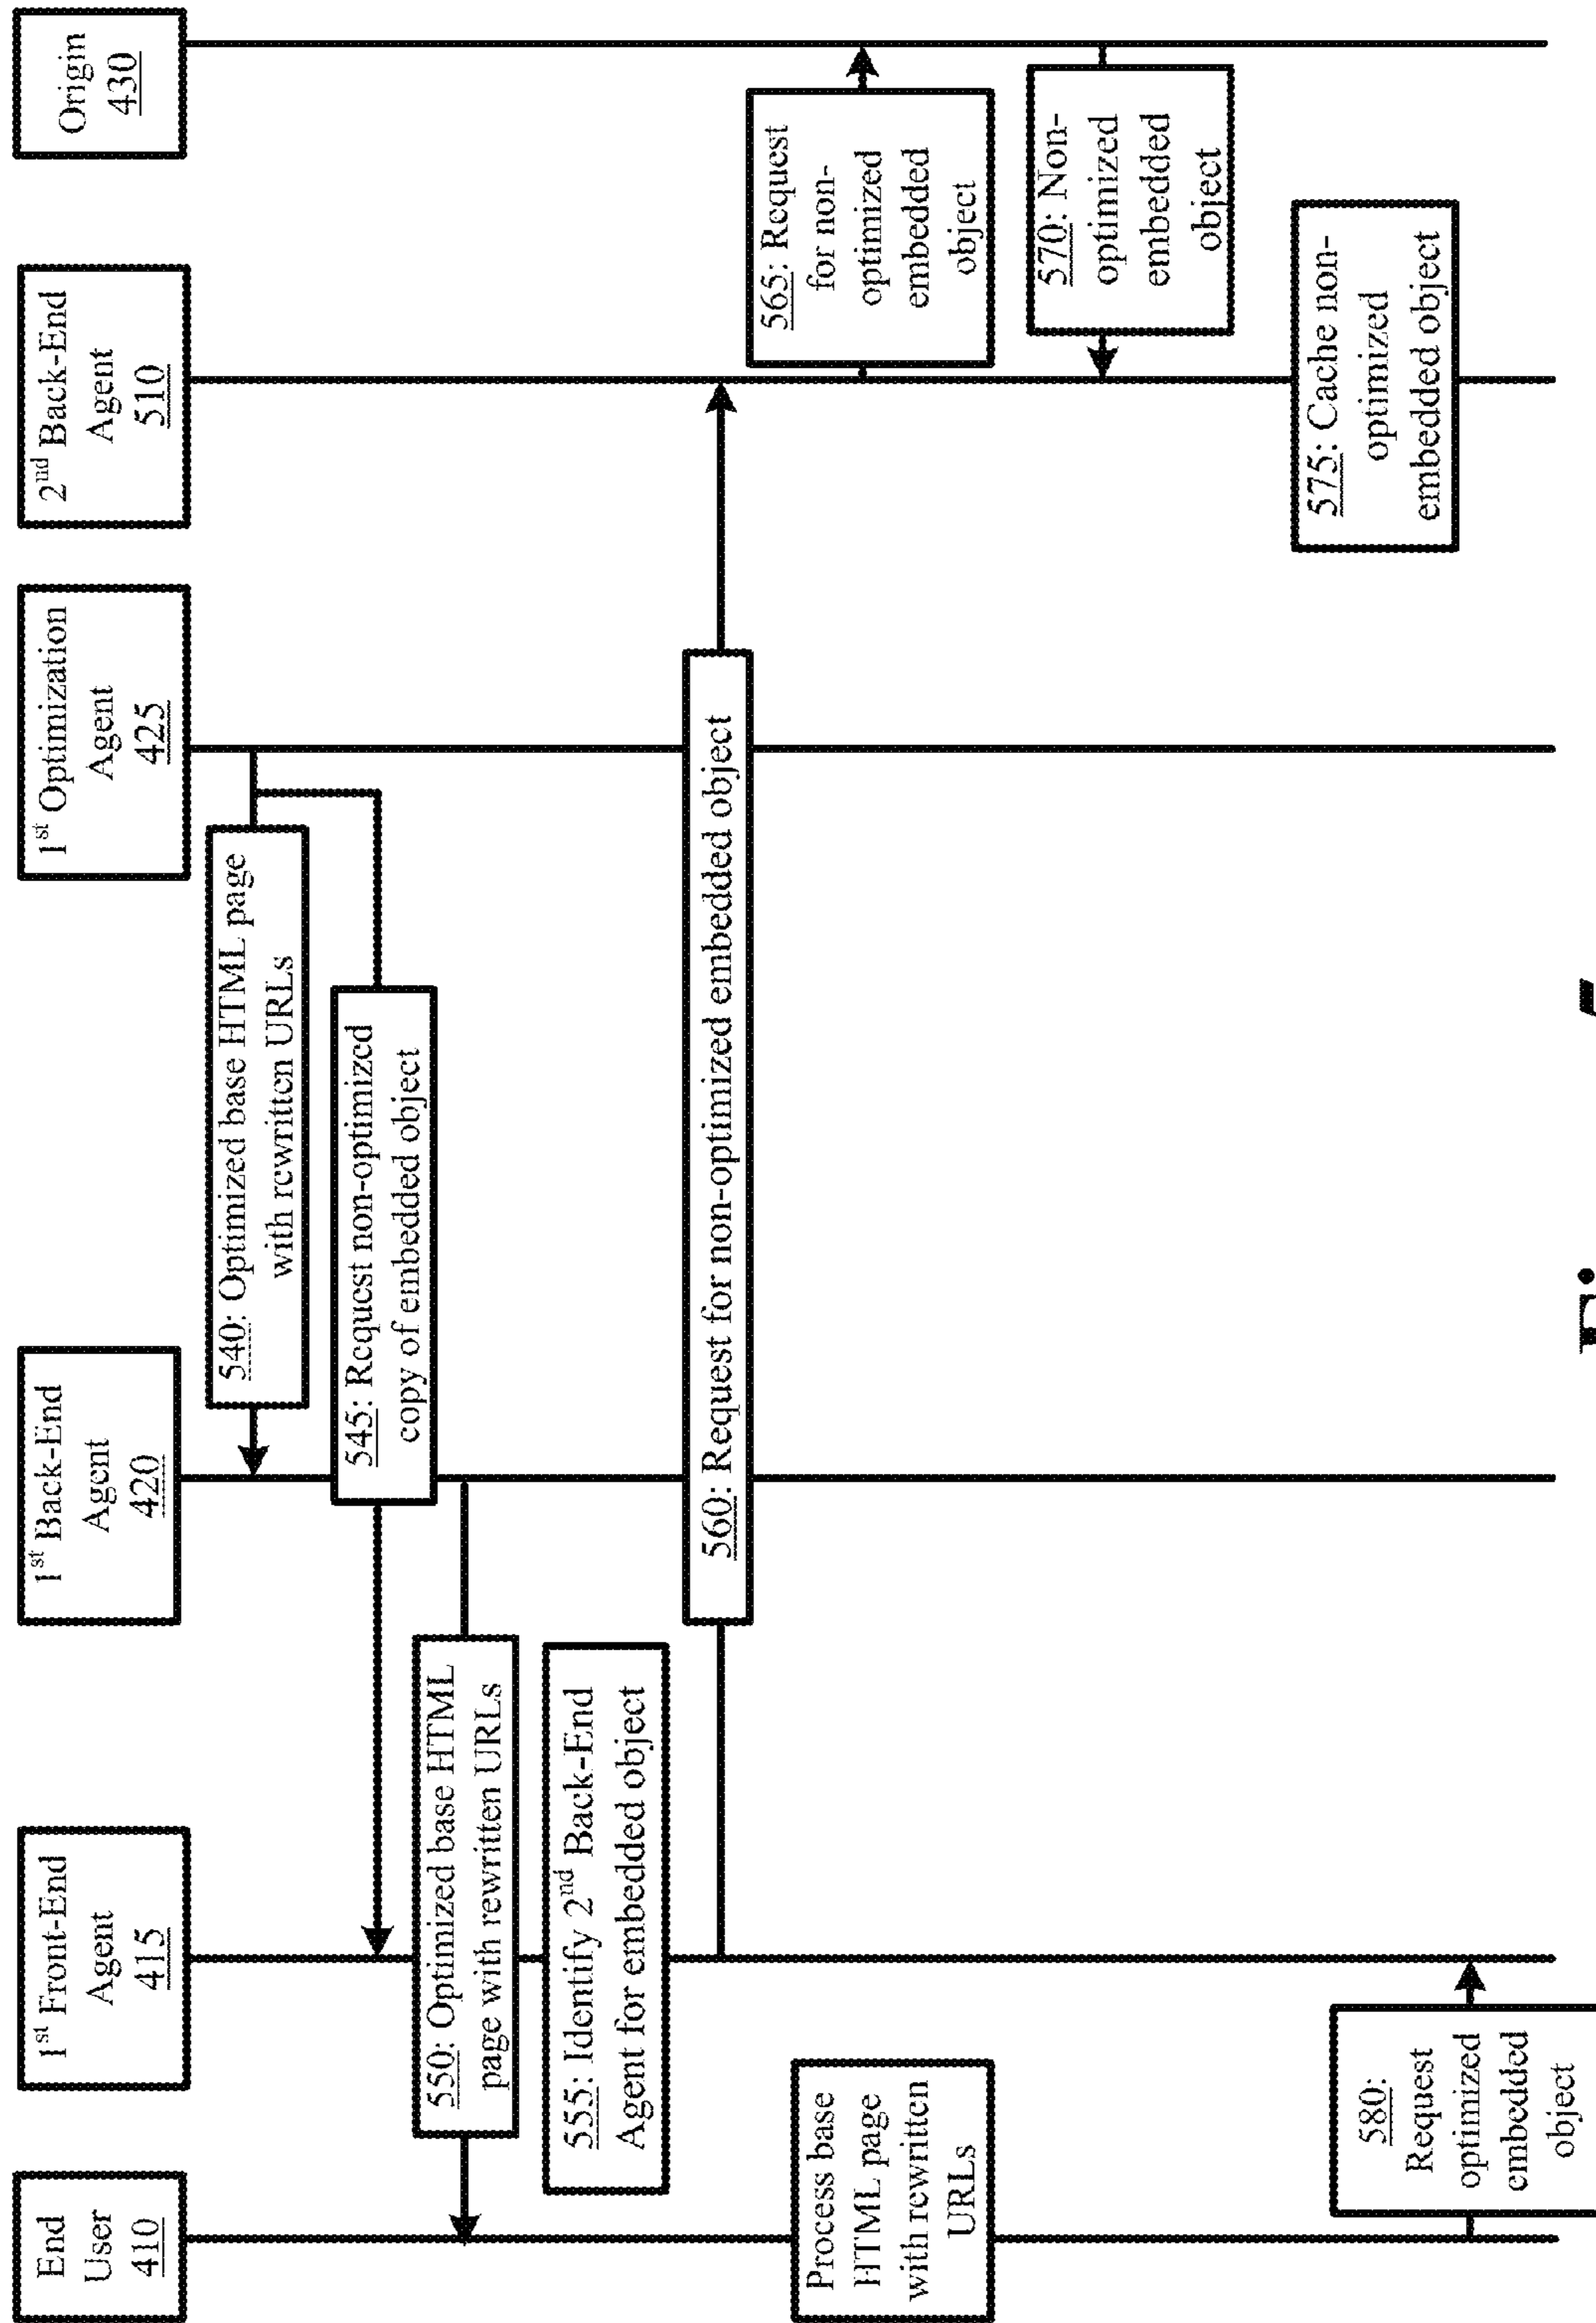 End
User
410
1st Front-End
Agent
415
1st Back-End
Agent
420
1st Optimization
Agent
425
2nd Back-End
Agent
510
Origin
430
540: Optimized base HTML page
with rewritten URLs
545: Request non-optimized
copy of embedded object
550: Optimized base HTML
page with rewritten URLs
555: Identify 2nd Back-End
Agent for embedded object
560: Request for non-optimized embedded object
Process base
HTML page
with rewritten
URLs
565: Request
for non-
optimized
embedded
object
570: Non-
optimized
embedded
object
575: Cache non-
optimized
embedded object
580:
Request
optimized
embedded
object